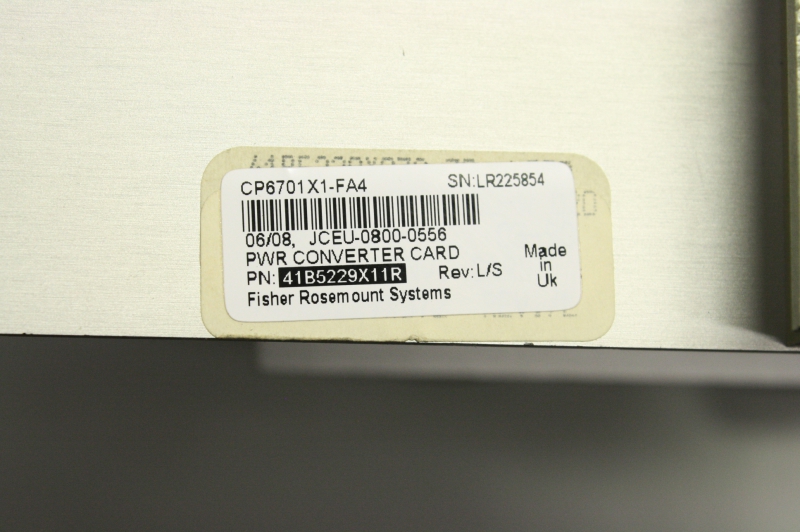 CP6701X1-FA4 SN:LR225854
06/08, JCEU-0800-0556
PWR CONVERTER CARD
PN: 41B5229X11R Rev: L/S
Made in Uk
Fisher Rosemount Systems